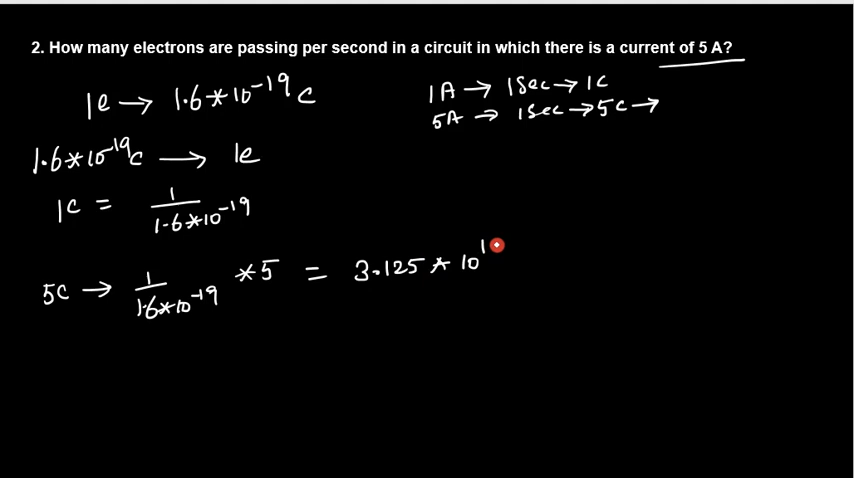 2. How many electrons are passing per second in a circuit in which there is a current of 5 A?
1e → 1.6*10⁻¹⁹ C
1A → 1Sec → 1C
5A → 1sec → 5C →
1.6*10⁻¹⁹C → 1e
1C = 1/1.6*10⁻¹⁹
5C → 1/1.6*10⁻¹⁹ *5 = 3.125 * 10¹